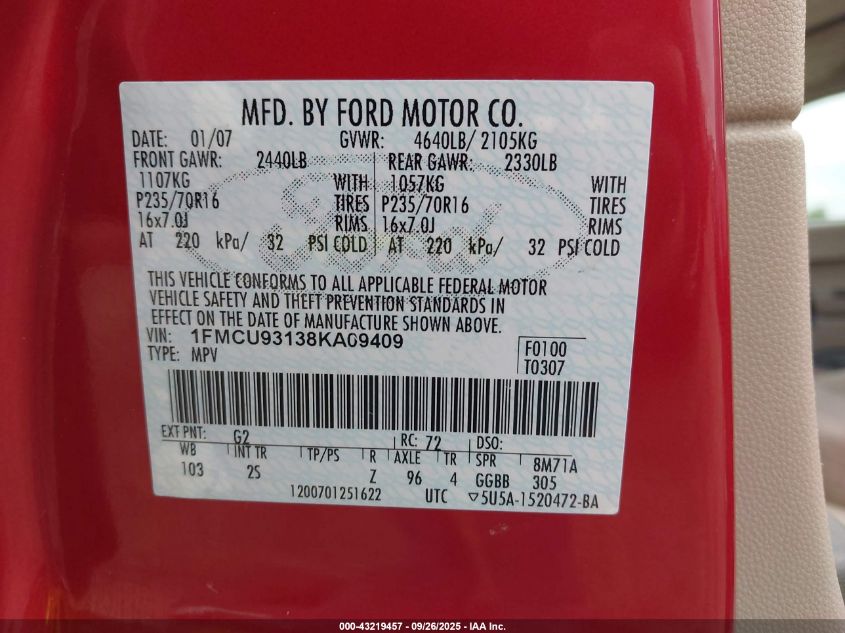 MFD. BY FORD MOTOR CO.
DATE: 01/07 GVWR: 4640LB/ 2105KG
FRONT GAWR: 2440LB REAR GAWR: 2330LB
1107KG WITH 1057KG WITH
P235/70R16 TIRES P235/70R16 TIRES
16x7.0J RIMS 16x7.0J RIMS
AT 220 kPa/ 32 PSI COLD AT 220 kPa/ 32 PSI COLD
Ford
THIS VEHICLE CONFORMS TO ALL APPLICABLE FEDERAL MOTOR
VEHICLE SAFETY AND THEFT PREVENTION STANDARDS IN
EFFECT ON THE DATE OF MANUFACTURE SHOWN ABOVE.
VIN: 1FMCU93138KA69409
TYPE: MPV
F0100
T0307
EXT PNT: G2 RC: 72 DSO:
WB INT TR TP/PS R AXLE TR SPR 8M71A
103 2S Z 96 4 GGBB 305
1200701251622 UTC ▽5U5A-1520472-BA
000-43219457 - 09/26/2025 - IAA Inc.